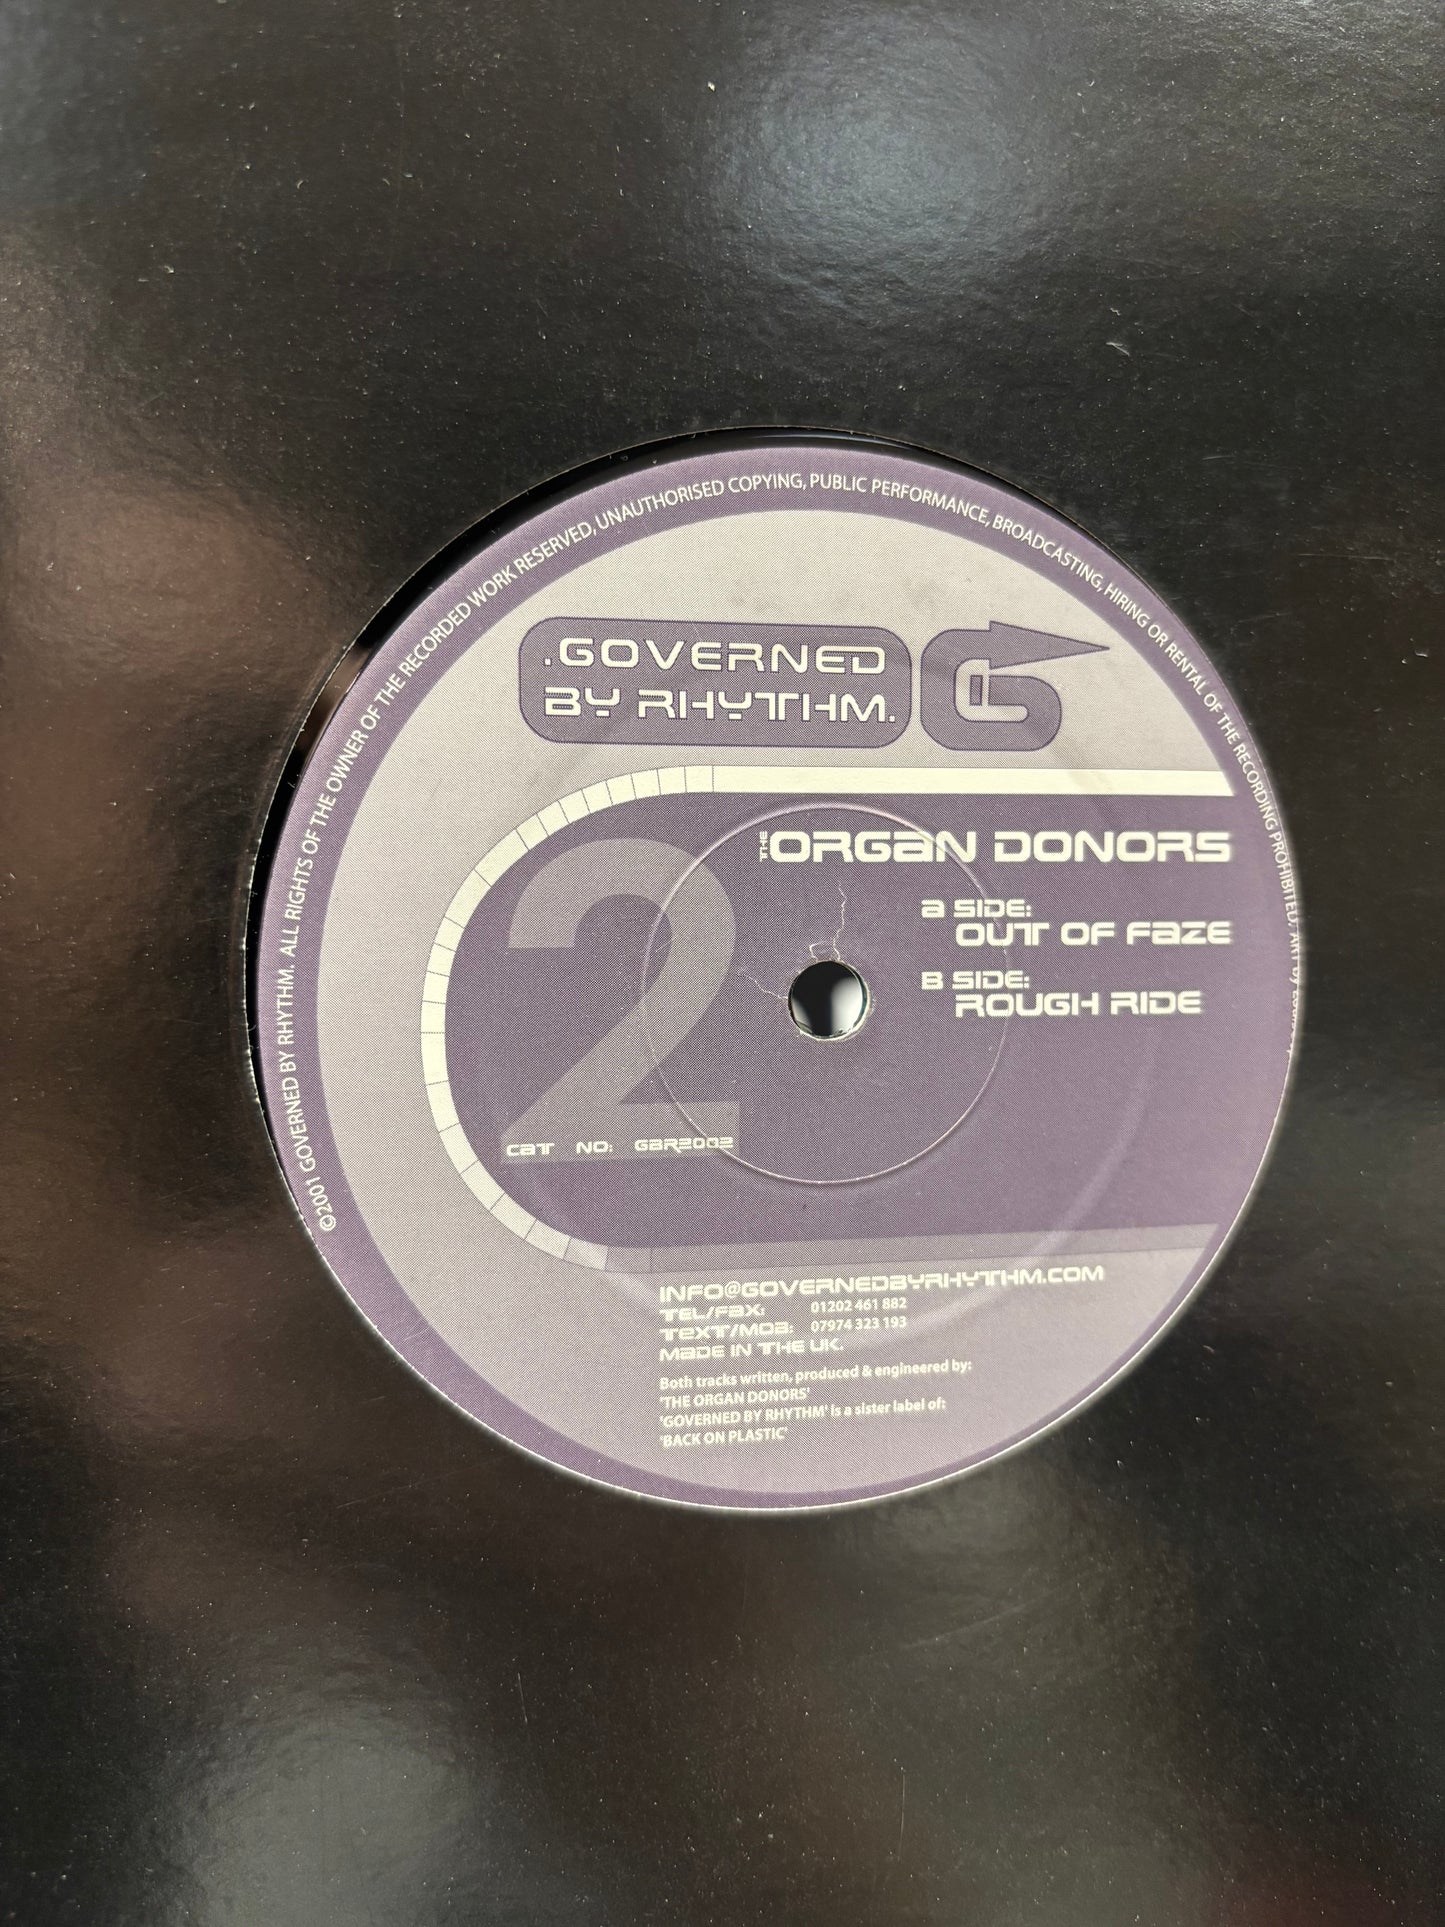 ©2001 GOVERNED BY RHYTHM. ALL RIGHTS OF THE OWNER OF THE RECORDED WORK RESERVED, UNAUTHORISED COPYING, PUBLIC PERFORMANCE, BROADCASTING, HIRING OR RENTAL OF THE RECORDING PROHIBITED. ART by
.GOVERNED
BY RHYTHM.
G
THE ORGAN DONORS
A SIDE:
OUT OF FAZE
B SIDE:
ROUGH RIDE
2
CAT NO: GBR2002
INFO@GOVERNEDBYRHYTHM.COM
TEL/FAX: 01202 461 882
TEXT/MOB: 07974 323 193
MADE IN THE UK.
Both tracks written, produced & engineered by:
'THE ORGAN DONORS'
'GOVERNED BY RHYTHM' is a sister label of:
'BACK ON PLASTIC'